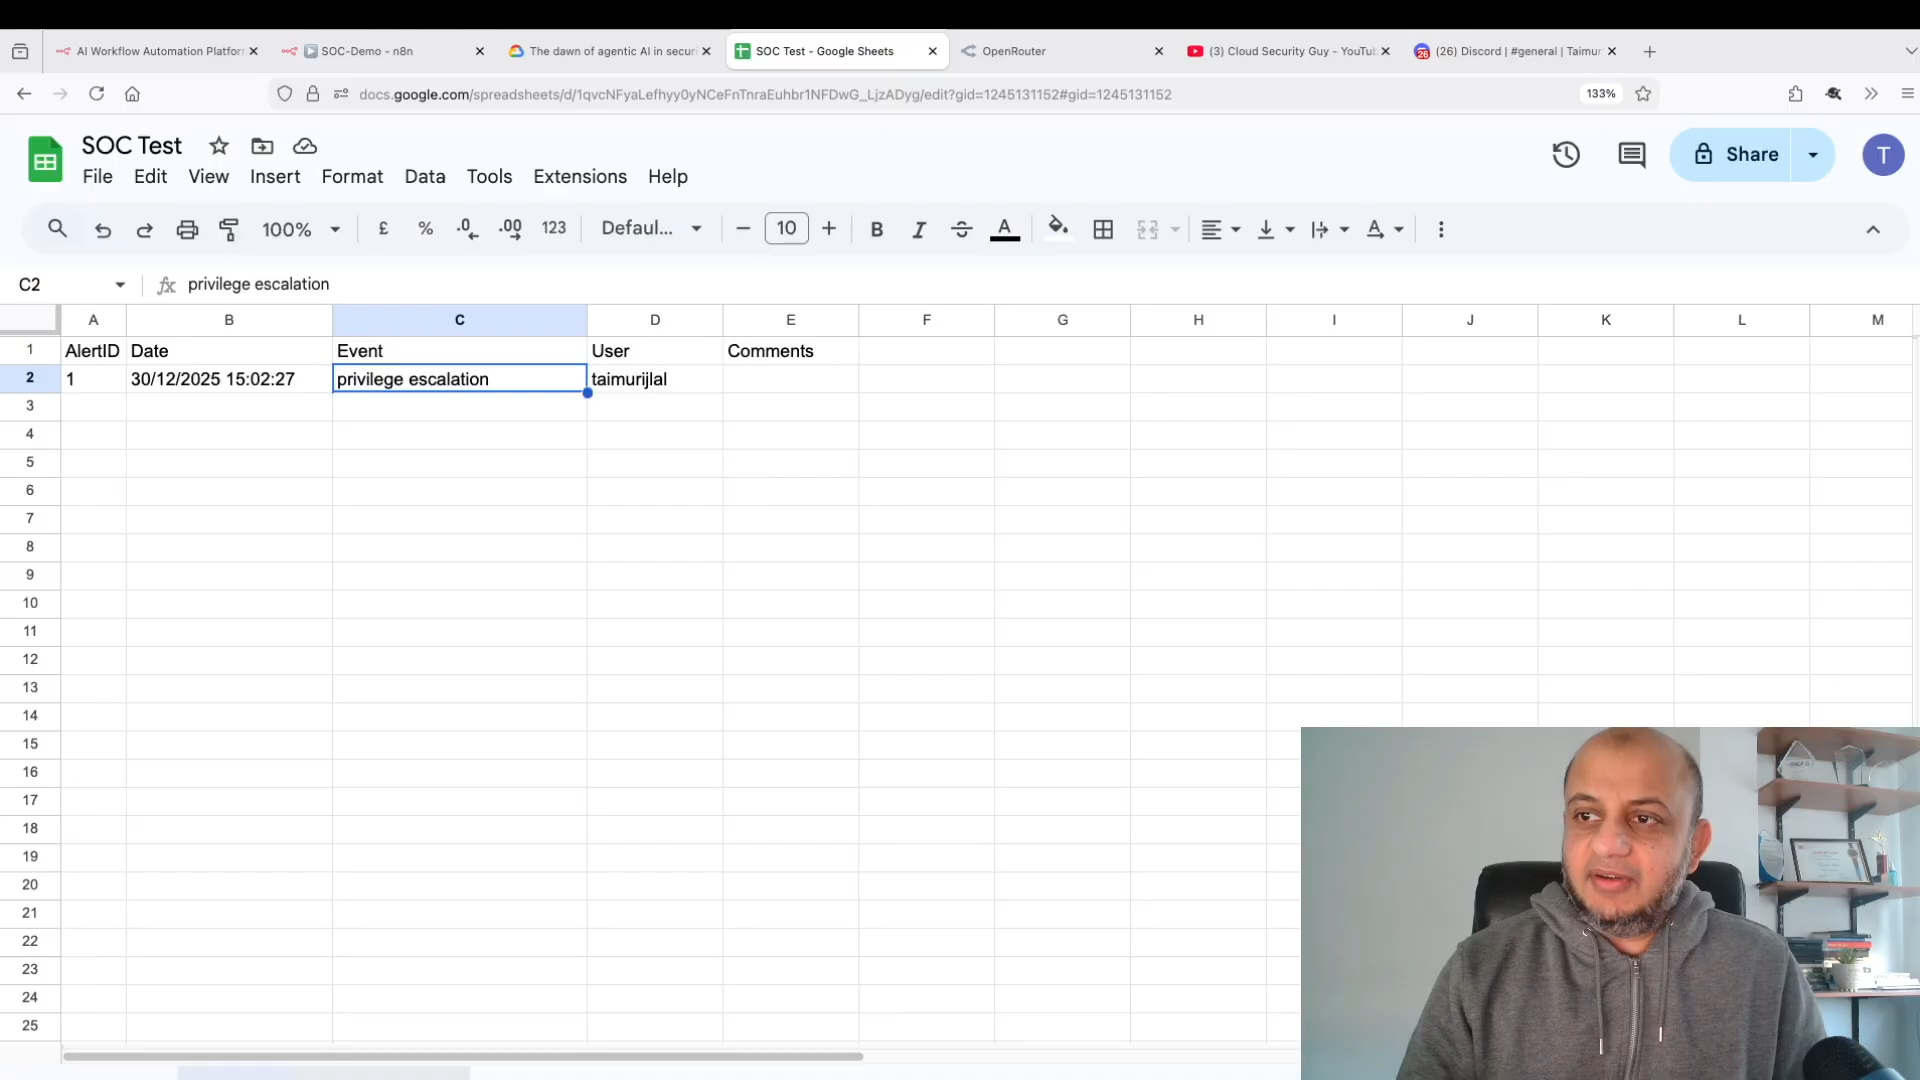 AI Workflow Automation Platfor
SOC-Demo - n8n
The dawn of agentic AI in securi
SOC Test - Google Sheets
OpenRouter
(3) Cloud Security Guy - YouTub
(26) Discord | #general | Taimur
docs.google.com/spreadsheets/d/1qvcNFyaLefhyy0yNCeFnTnraEuhbr1NFDwG_LjzADyg/edit?gid=1245131152#gid=1245131152
133%
SOC Test
Share
T
File Edit View Insert Format Data Tools Extensions Help
100% £ % .0 .00 123 Defaul... 10 B I A A
C2 fx privilege escalation
A B C D E F G H I J K L M
1 AlertID Date Event User Comments
2 1 30/12/2025 15:02:27 privilege escalation taimurijlal
3
4
5
6
7
8
9
10
11
12
13
14
15
16
17
18
19
20
21
22
23
24
25